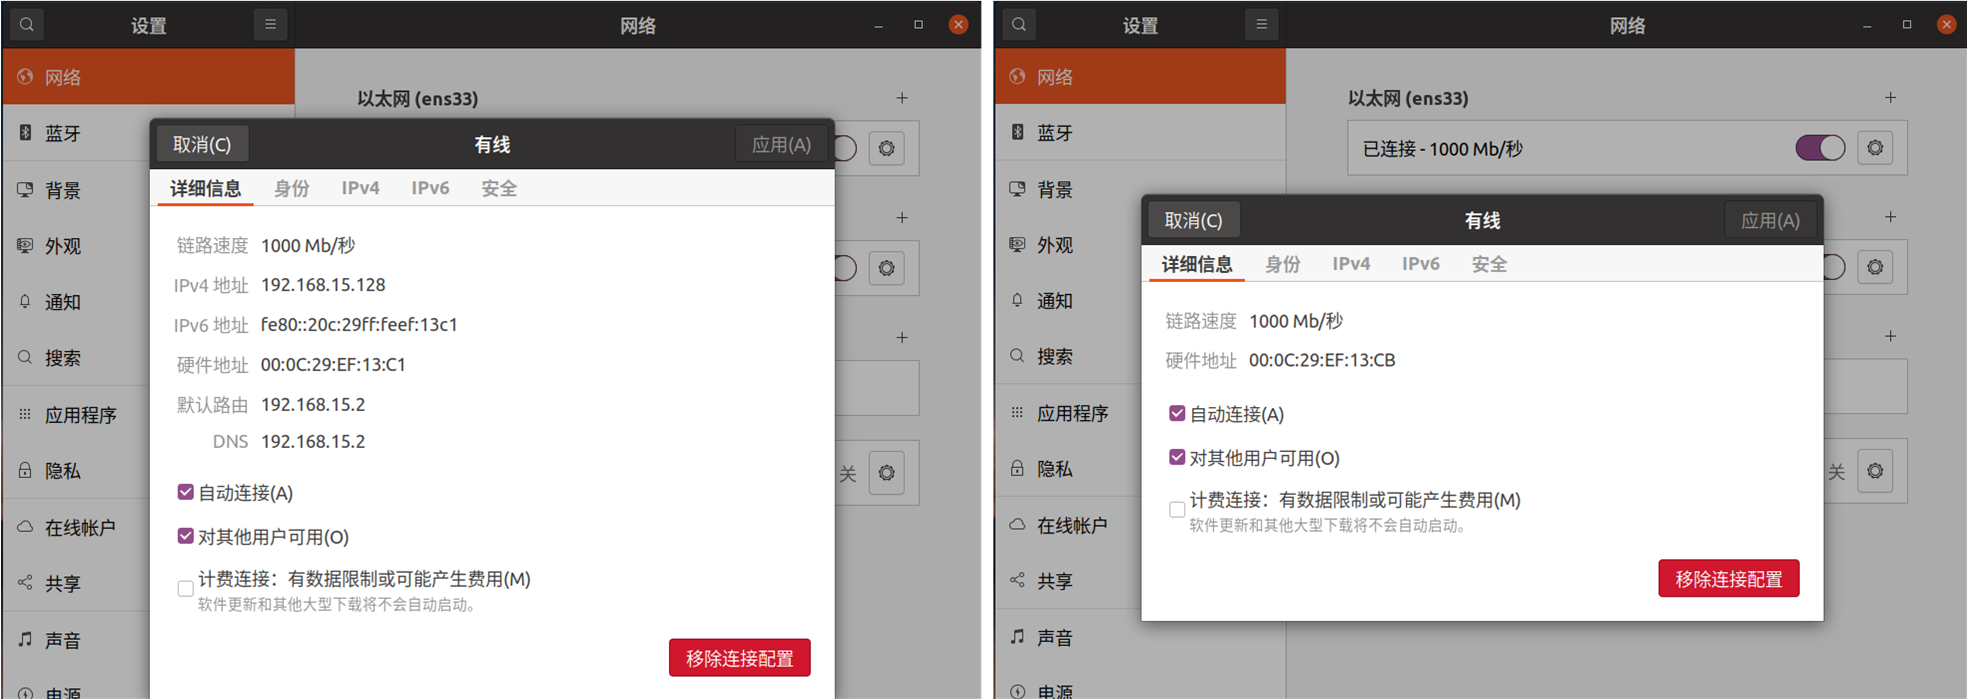 设置
网络
网络
以太网 (ens33)
蓝牙
背景
外观
通知
搜索
应用程序
隐私
在线帐户
共享
声音
电源
取消(C)
有线
应用(A)
详细信息 身份 IPv4 IPv6 安全
链路速度 1000 Mb/秒
IPv4 地址 192.168.15.128
IPv6 地址 fe80::20c:29ff:feef:13c1
硬件地址 00:0C:29:EF:13:C1
默认路由 192.168.15.2
DNS 192.168.15.2
自动连接(A)
对其他用户可用(O)
计费连接：有数据限制或可能产生费用(M)
软件更新和其他大型下载将不会自动启动。
移除连接配置
关
设置
网络
网络
以太网 (ens33)
已连接 - 1000 Mb/秒
蓝牙
背景
外观
通知
搜索
应用程序
隐私
在线帐户
共享
声音
电源
取消(C)
有线
应用(A)
详细信息 身份 IPv4 IPv6 安全
链路速度 1000 Mb/秒
硬件地址 00:0C:29:EF:13:CB
自动连接(A)
对其他用户可用(O)
计费连接：有数据限制或可能产生费用(M)
软件更新和其他大型下载将不会自动启动。
移除连接配置
关